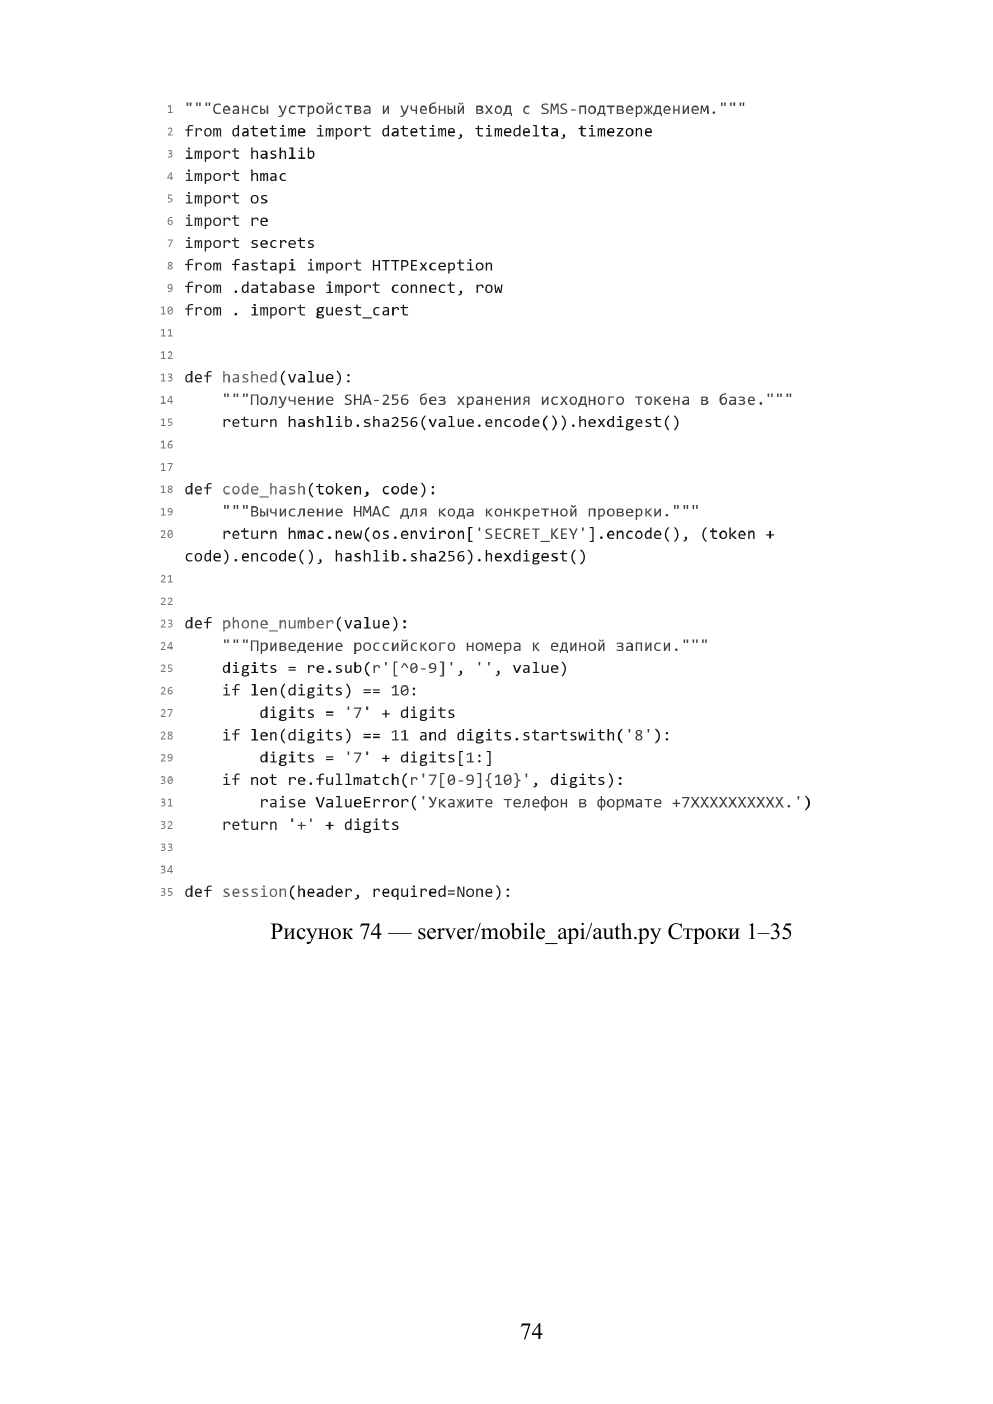 1 """Сеансы устройства и учебный вход с SMS-подтверждением."""
2 from datetime import datetime, timedelta, timezone
3 import hashlib
4 import hmac
5 import os
6 import re
7 import secrets
8 from fastapi import HTTPException
9 from .database import connect, row
10 from . import guest_cart
11
12
13 def hashed(value):
14     """Получение SHA-256 без хранения исходного токена в базе."""
15     return hashlib.sha256(value.encode()).hexdigest()
16
17
18 def code_hash(token, code):
19     """Вычисление HMAC для кода конкретной проверки."""
20     return hmac.new(os.environ['SECRET_KEY'].encode(), (token +
code).encode(), hashlib.sha256).hexdigest()
21
22
23 def phone_number(value):
24     """Приведение российского номера к единой записи."""
25     digits = re.sub(r'[^0-9]', '', value)
26     if len(digits) == 10:
27         digits = '7' + digits
28     if len(digits) == 11 and digits.startswith('8'):
29         digits = '7' + digits[1:]
30     if not re.fullmatch(r'7[0-9]{10}', digits):
31         raise ValueError('Укажите телефон в формате +7XXXXXXXXXX.')
32     return '+' + digits
33
34
35 def session(header, required=None):
Рисунок 74 — server/mobile_api/auth.py Строки 1–35
74